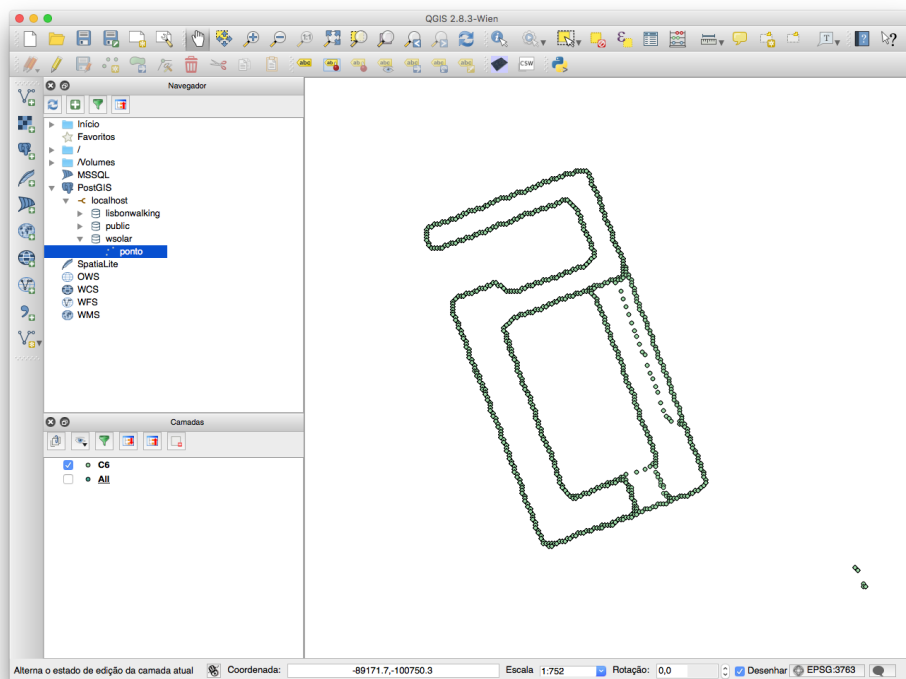 QGIS 2.8.3-Wien
Navegador
Início
Favoritos
/
/Volumes
MSSQL
PostGIS
localhost
lisbonwalking
public
wsolar
ponto
SpatiaLite
OWS
WCS
WFS
WMS
Camadas
C6
All
Alterna o estado de edição da camada atual Coordenada: -89171.7,-100750.3 Escala 1:752 Rotação: 0,0 Desenhar EPSG:3763